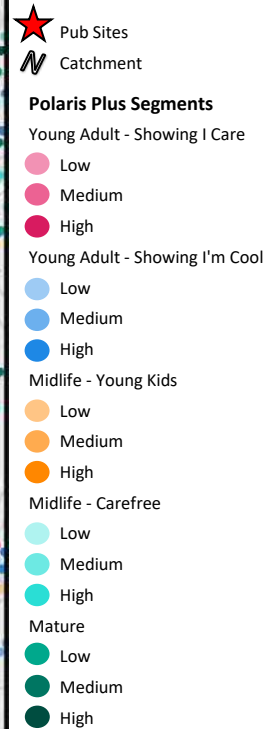 Pub Sites
Catchment
Polaris Plus Segments
Young Adult - Showing I Care
Low
Medium
High
Young Adult - Showing I'm Cool
Low
Medium
High
Midlife - Young Kids
Low
Medium
High
Midlife - Carefree
Low
Medium
High
Mature
Low
Medium
High